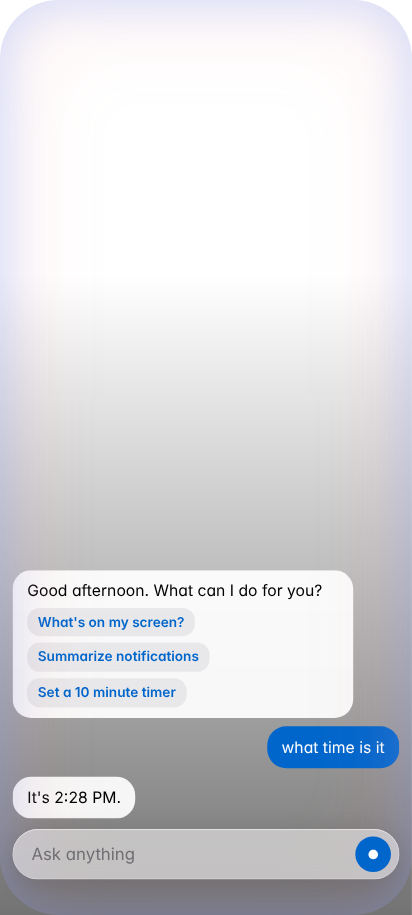 Good afternoon. What can I do for you?
What's on my screen?
Summarize notifications
Set a 10 minute timer
what time is it
It's 2:28 PM.
Ask anything